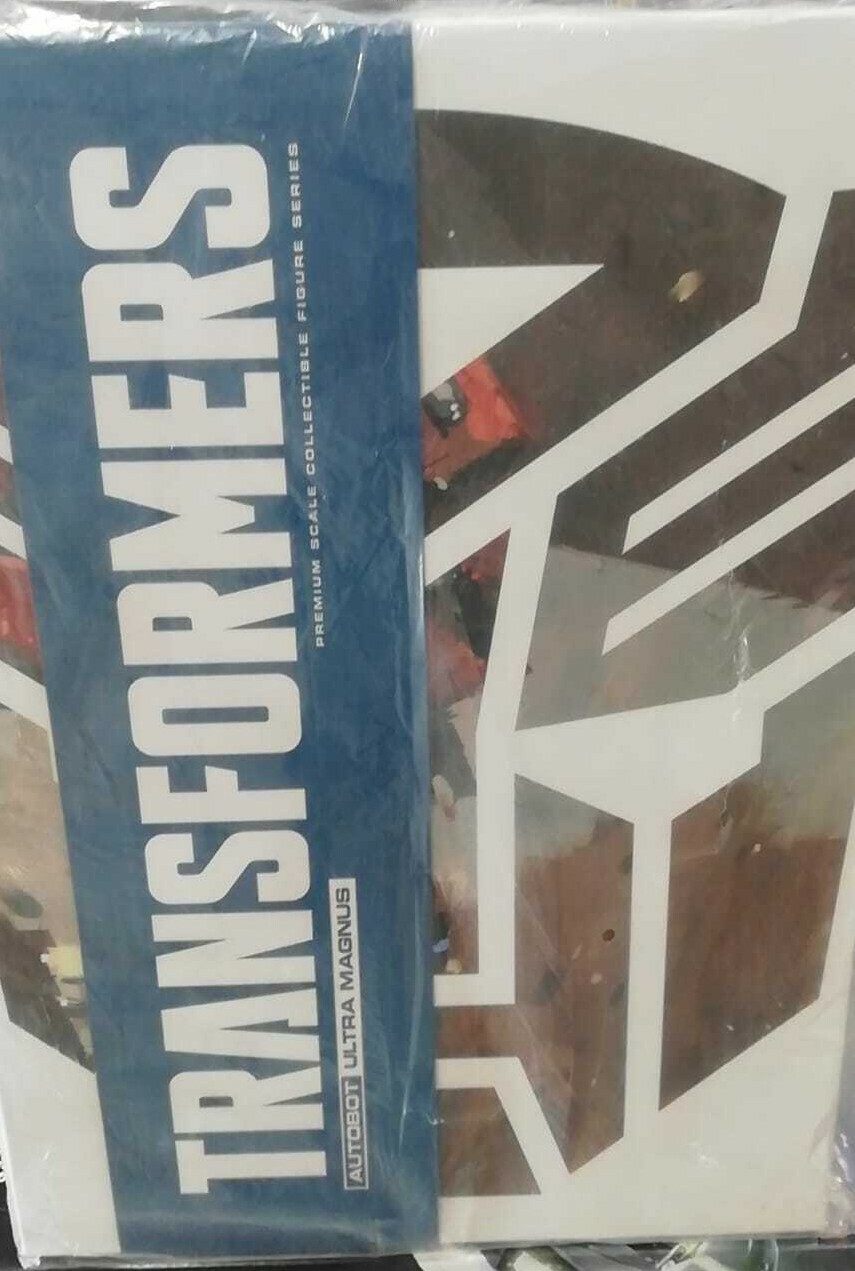 TRANSFORMERS
PREMIUM SCALE COLLECTIBLE FIGURE SERIES
AUTOBOT ULTRA MAGNUS